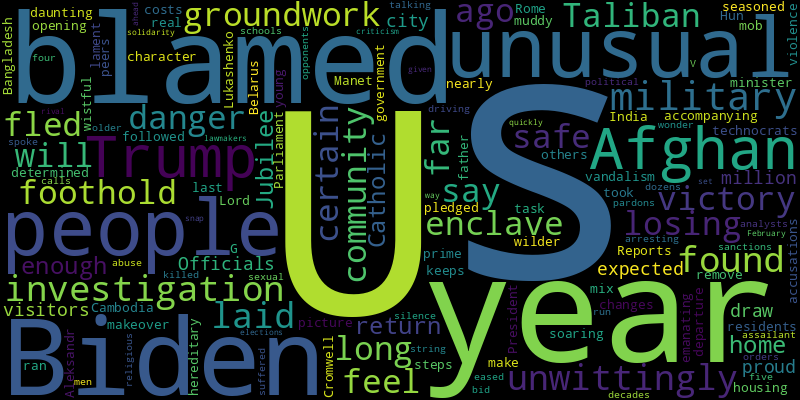 daunting
opening
costs
real
groundwork
ago
Rome
muddy
Taliban
seasoned
Hun
mob
Bangladesh
lament
peers
blamed
city
talking
unusual
violence
four
character
solidarity
ahead
schools
opponents
criticism
Lukashenko
Belarus
young
Manet
government
nearly
V
political
minister
military
wistful
fled
danger
older
followed
Jubilee
Parliament
given
driving
India
accompanying
rival
lawmakers
certain
community
Catholic
far
U
S
quickly
safe
Afghan
wonder
technocrats
will
Trump
spoke
determined
calls
father
others
vandalism
million
foothold
last
Lord
say
took
dozens
set
pardons
victory
way
pledged
task
people
enclave
losing
analysts
February
G
wilder
prime
Reports
arresting
sanctions
enough
abuse
Officials
killed
sexual
keeps
expected
found
remove
accusations
investigation
year
President
mix
changes
emanating
departure
draw
visitors
Cambodia
makeover
laid
hereditary
picture
return
silence
elections
soaring
run
residents
assailant
home
orders
Biden
Aleksandr
religious
snap
long
string
steps
make
ran
men
suffered
Cromwell
feel
eased
bid
unwittingly
five
proud
housing
decades